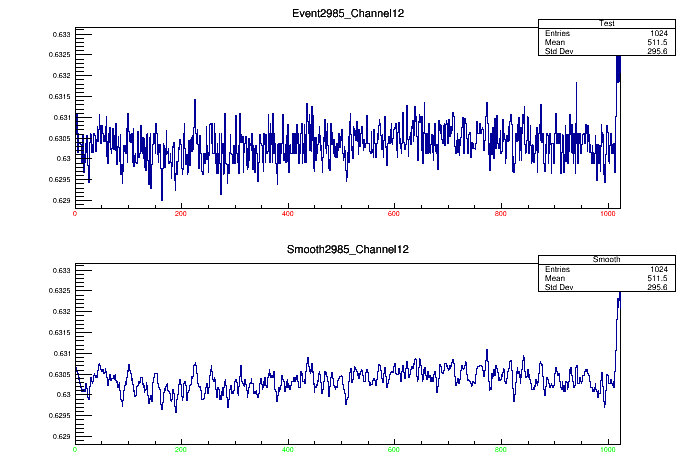 Event2985_Channel12
Test
Entries 1024
Mean 511.5
Std Dev 295.6
0.633
0.6325
0.632
0.6315
0.631
0.6305
0.63
0.6295
0.629
0 200 400 600 800 1000
Smooth2985_Channel12
Smooth
Entries 1024
Mean 511.5
Std Dev 295.6
0.633
0.6325
0.632
0.6315
0.631
0.6305
0.63
0.6295
0.629
0 200 400 600 800 1000